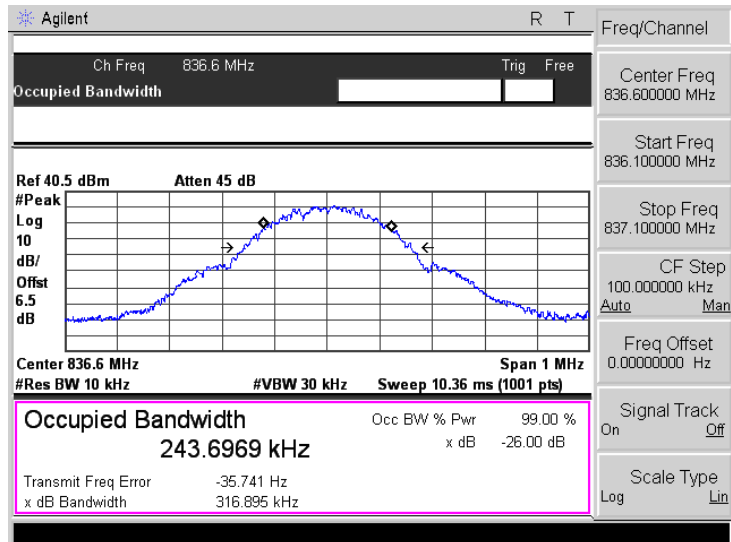 Agilent R T
Freq/Channel
Ch Freq 836.6 MHz Trig Free
Occupied Bandwidth
Center Freq
836.600000 MHz
Start Freq
836.100000 MHz
Stop Freq
837.100000 MHz
CF Step
100.000000 kHz
Auto Man
Freq Offset
0.00000000 Hz
Signal Track
On Off
Scale Type
Log Lin
Ref 40.5 dBm Atten 45 dB
#Peak
Log
10
dB/
Offst
6.5
dB
Center 836.6 MHz Span 1 MHz
#Res BW 10 kHz #VBW 30 kHz Sweep 10.36 ms (1001 pts)
Occupied Bandwidth Occ BW % Pwr 99.00 %
243.6969 kHz x dB -26.00 dB
Transmit Freq Error -35.741 Hz
x dB Bandwidth 316.895 kHz